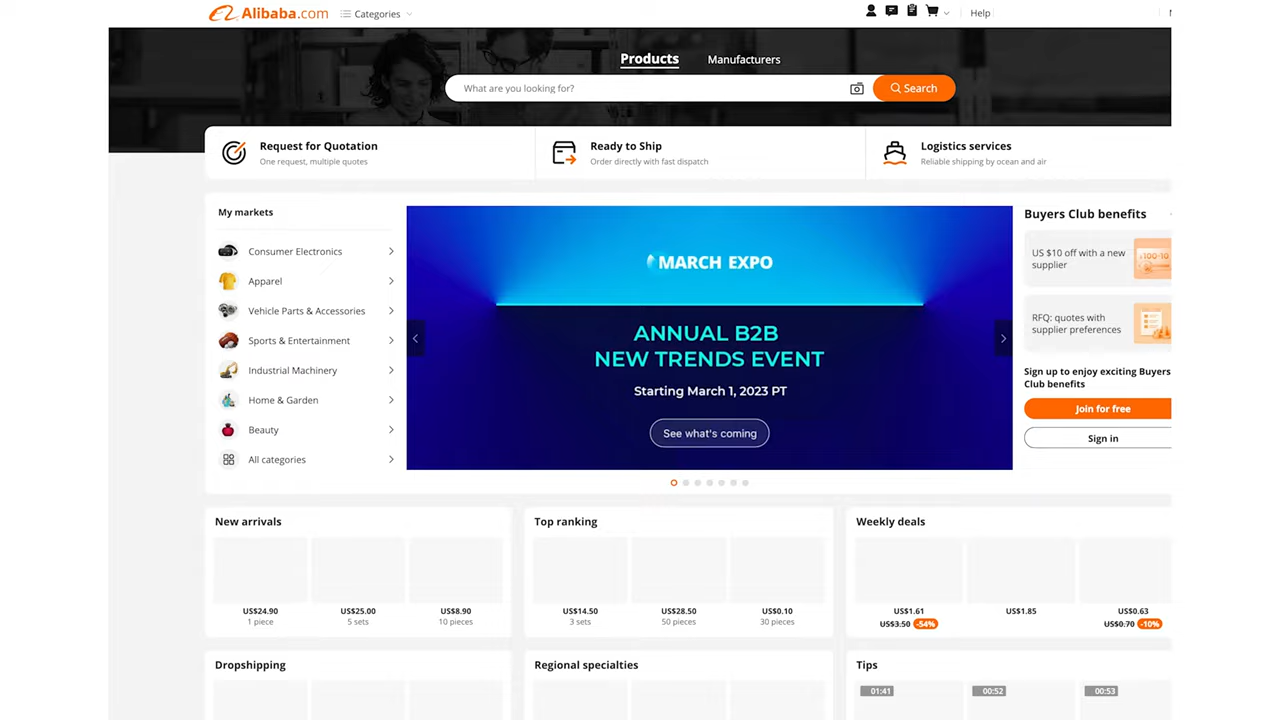 Alibaba.com
Categories
Help
Products
Manufacturers
What are you looking for?
Search
Request for Quotation
One request, multiple quotes
Ready to Ship
Order directly with fast dispatch
Logistics services
Reliable shipping by ocean and air
My markets
Consumer Electronics
Apparel
Vehicle Parts & Accessories
Sports & Entertainment
Industrial Machinery
Home & Garden
Beauty
All categories
MARCH EXPO
ANNUAL B2B
NEW TRENDS EVENT
Starting March 1, 2023 PT
See what's coming
Buyers Club benefits
US $10 off with a new
supplier
$100-10
RFQ: quotes with
supplier preferences
Sign up to enjoy exciting Buyers
Club benefits
Join for free
Sign in
New arrivals
US$24.90
1 piece
US$25.00
5 sets
US$8.90
10 pieces
Top ranking
US$14.50
3 sets
US$28.50
50 pieces
US$0.10
30 pieces
Weekly deals
US$1.61
US$3.50 -54%
US$1.85
US$0.63
US$0.70 -10%
Dropshipping
Regional specialties
Tips
01:41
00:52
00:53